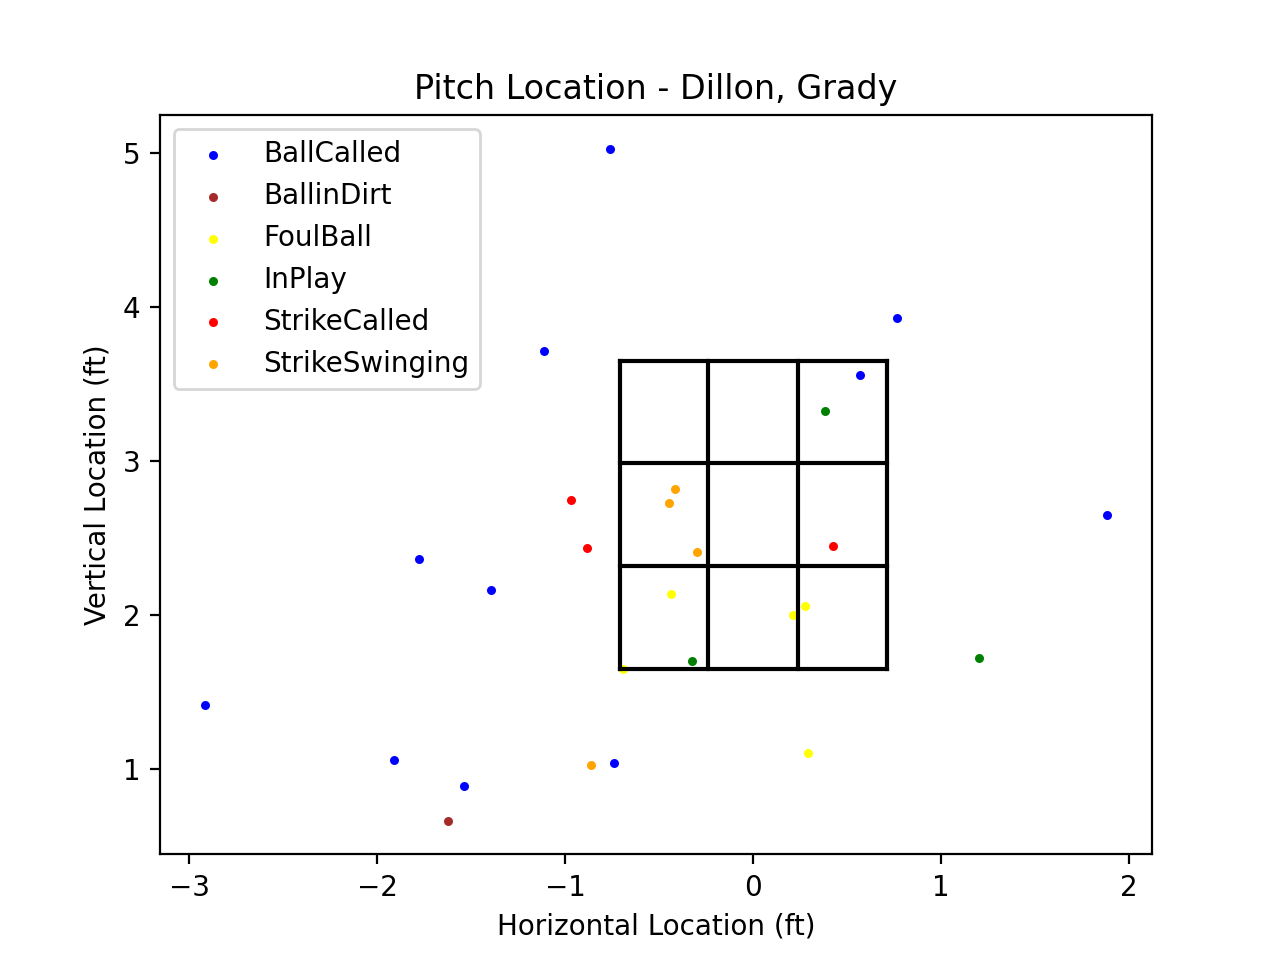 Pitch Location - Dillon, Grady
BallCalled
BallinDirt
FoulBall
InPlay
StrikeCalled
StrikeSwinging
5
4
3
2
1
Vertical Location (ft)
−3 −2 −1 0 1 2
Horizontal Location (ft)